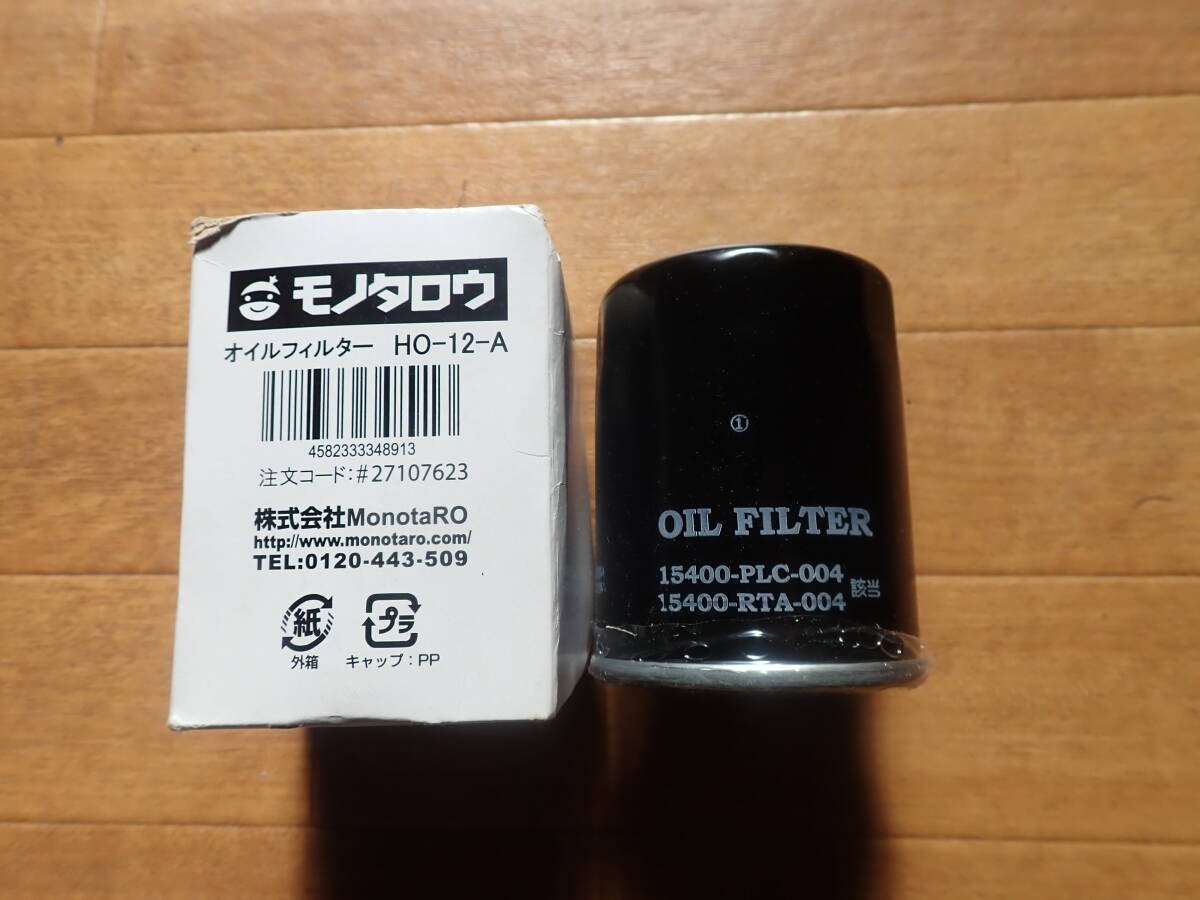 モノタロウ
オイルフィルター HO-12-A
4582333348913
注文コード:#27107623
株式会社MonotaRO
http://www.monotaro.com/
TEL:0120-443-509
紙
外箱
プラ
キャップ:PP
①
OIL FILTER
15400-PLC-004
15400-RTA-004
該当